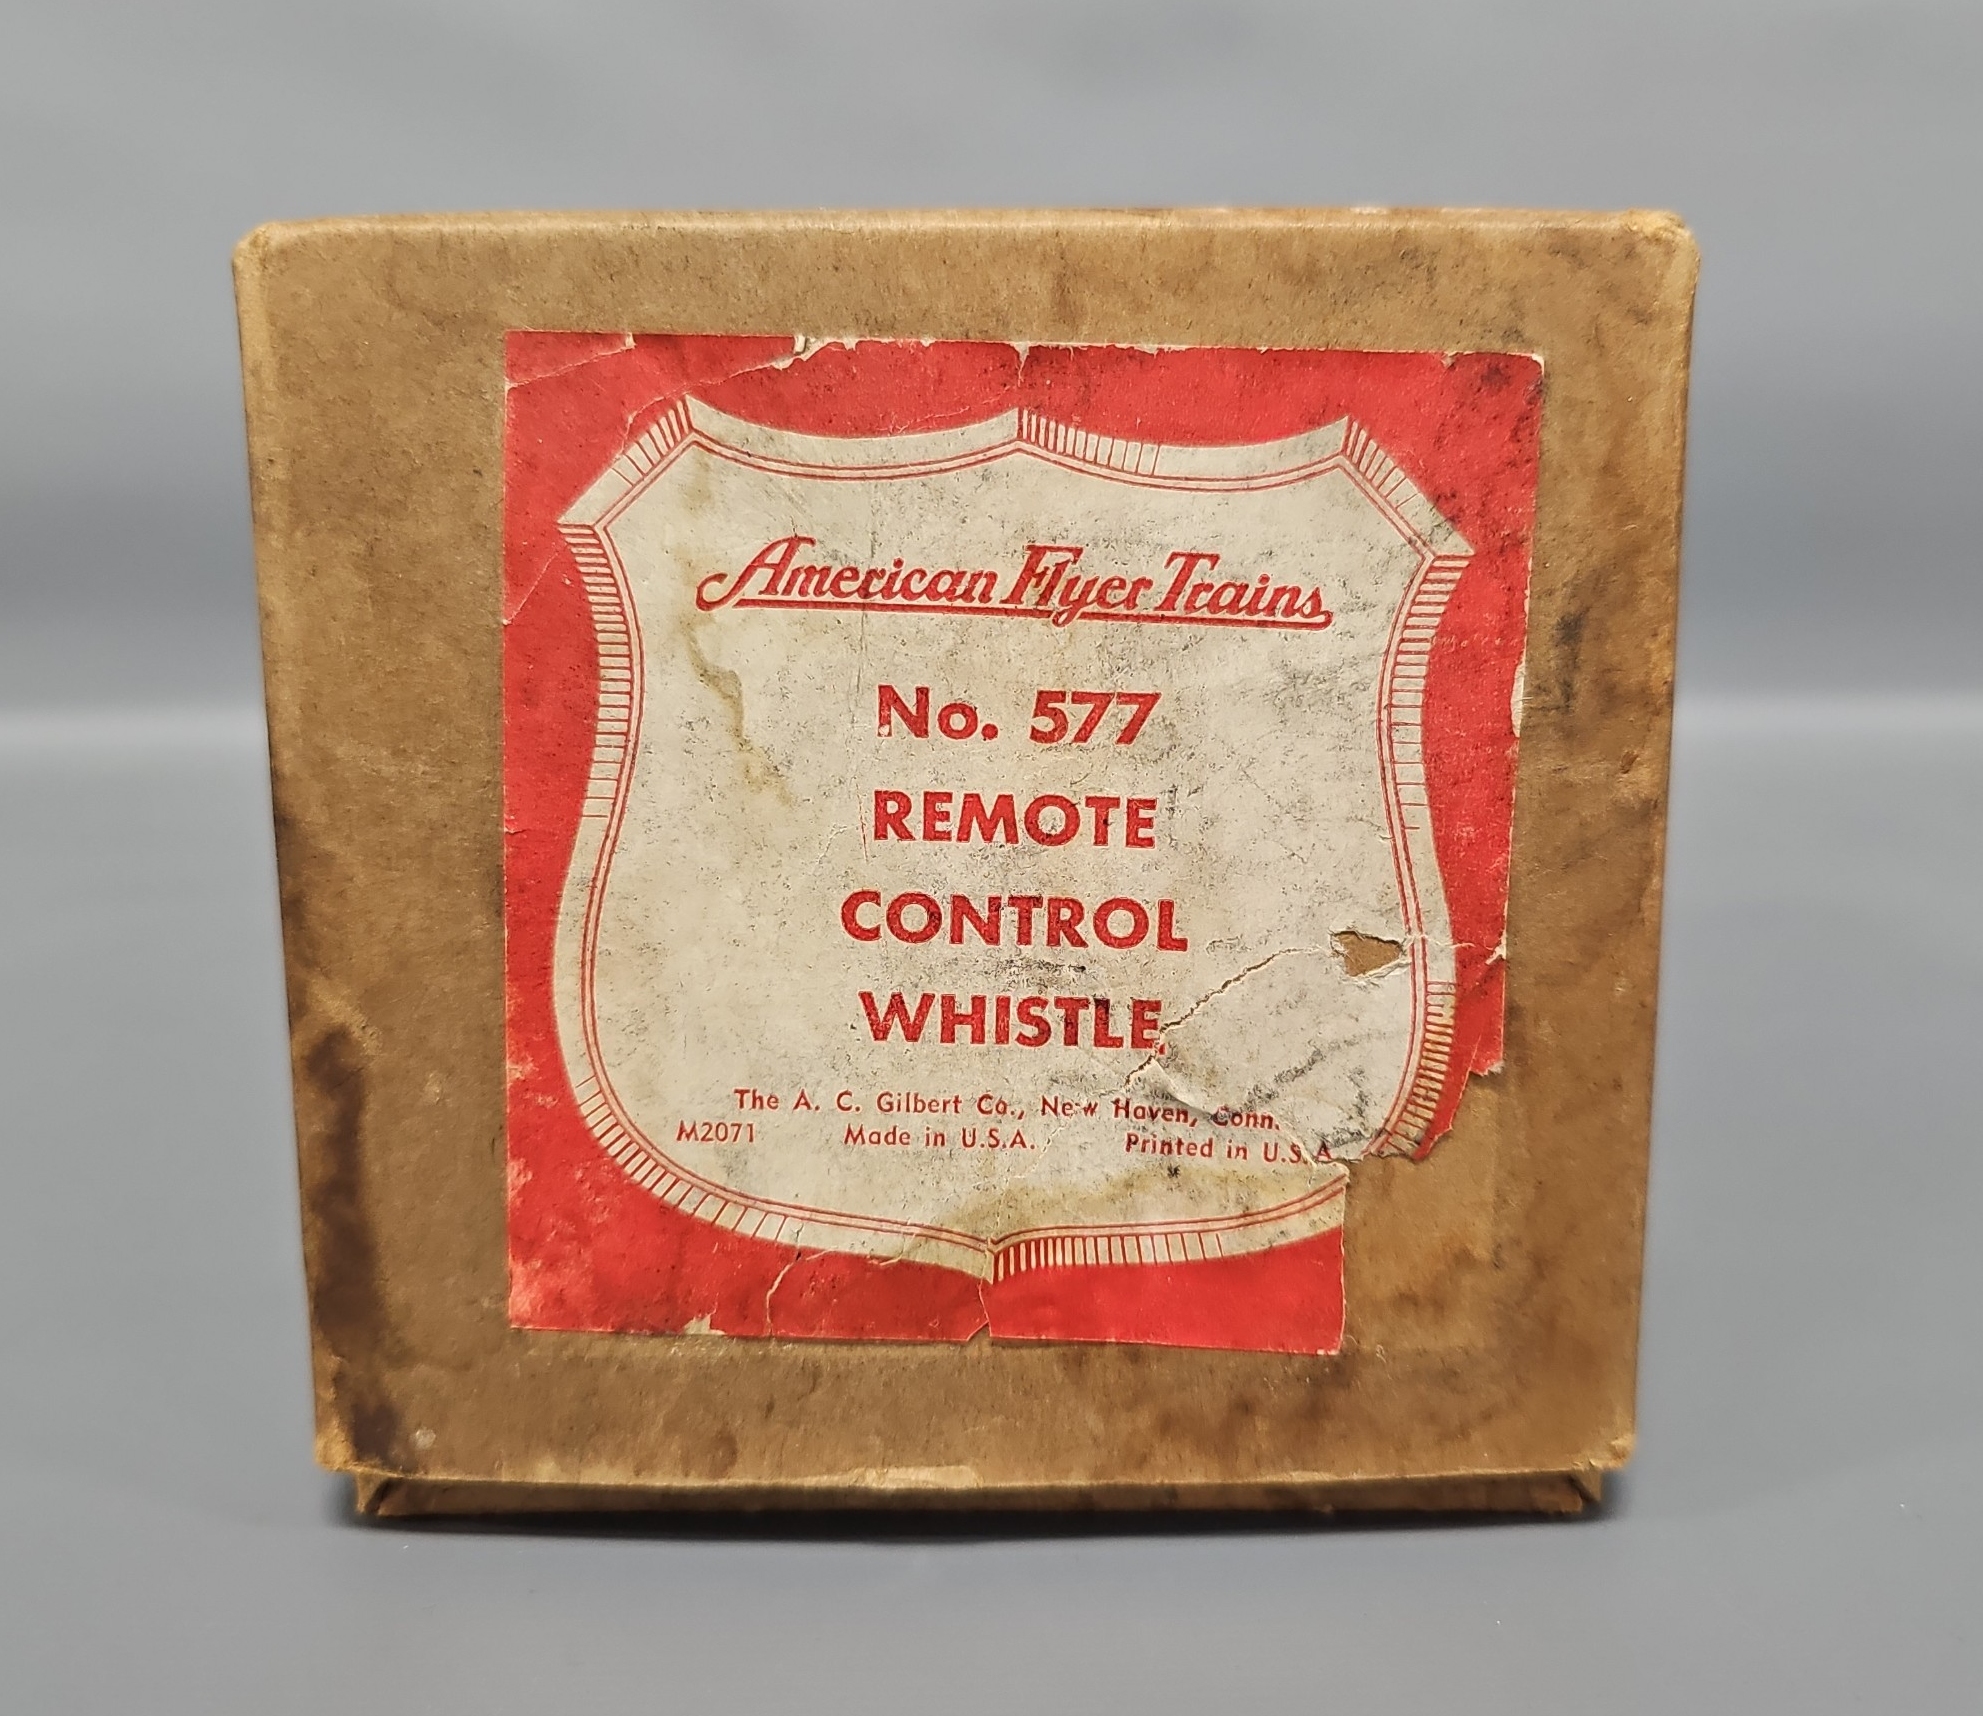 American Flyer Trains
No. 577
REMOTE
CONTROL
WHISTLE
The A. C. Gilbert Co., New Haven, Conn.
M2071 Made in U.S.A. Printed in U.S.A